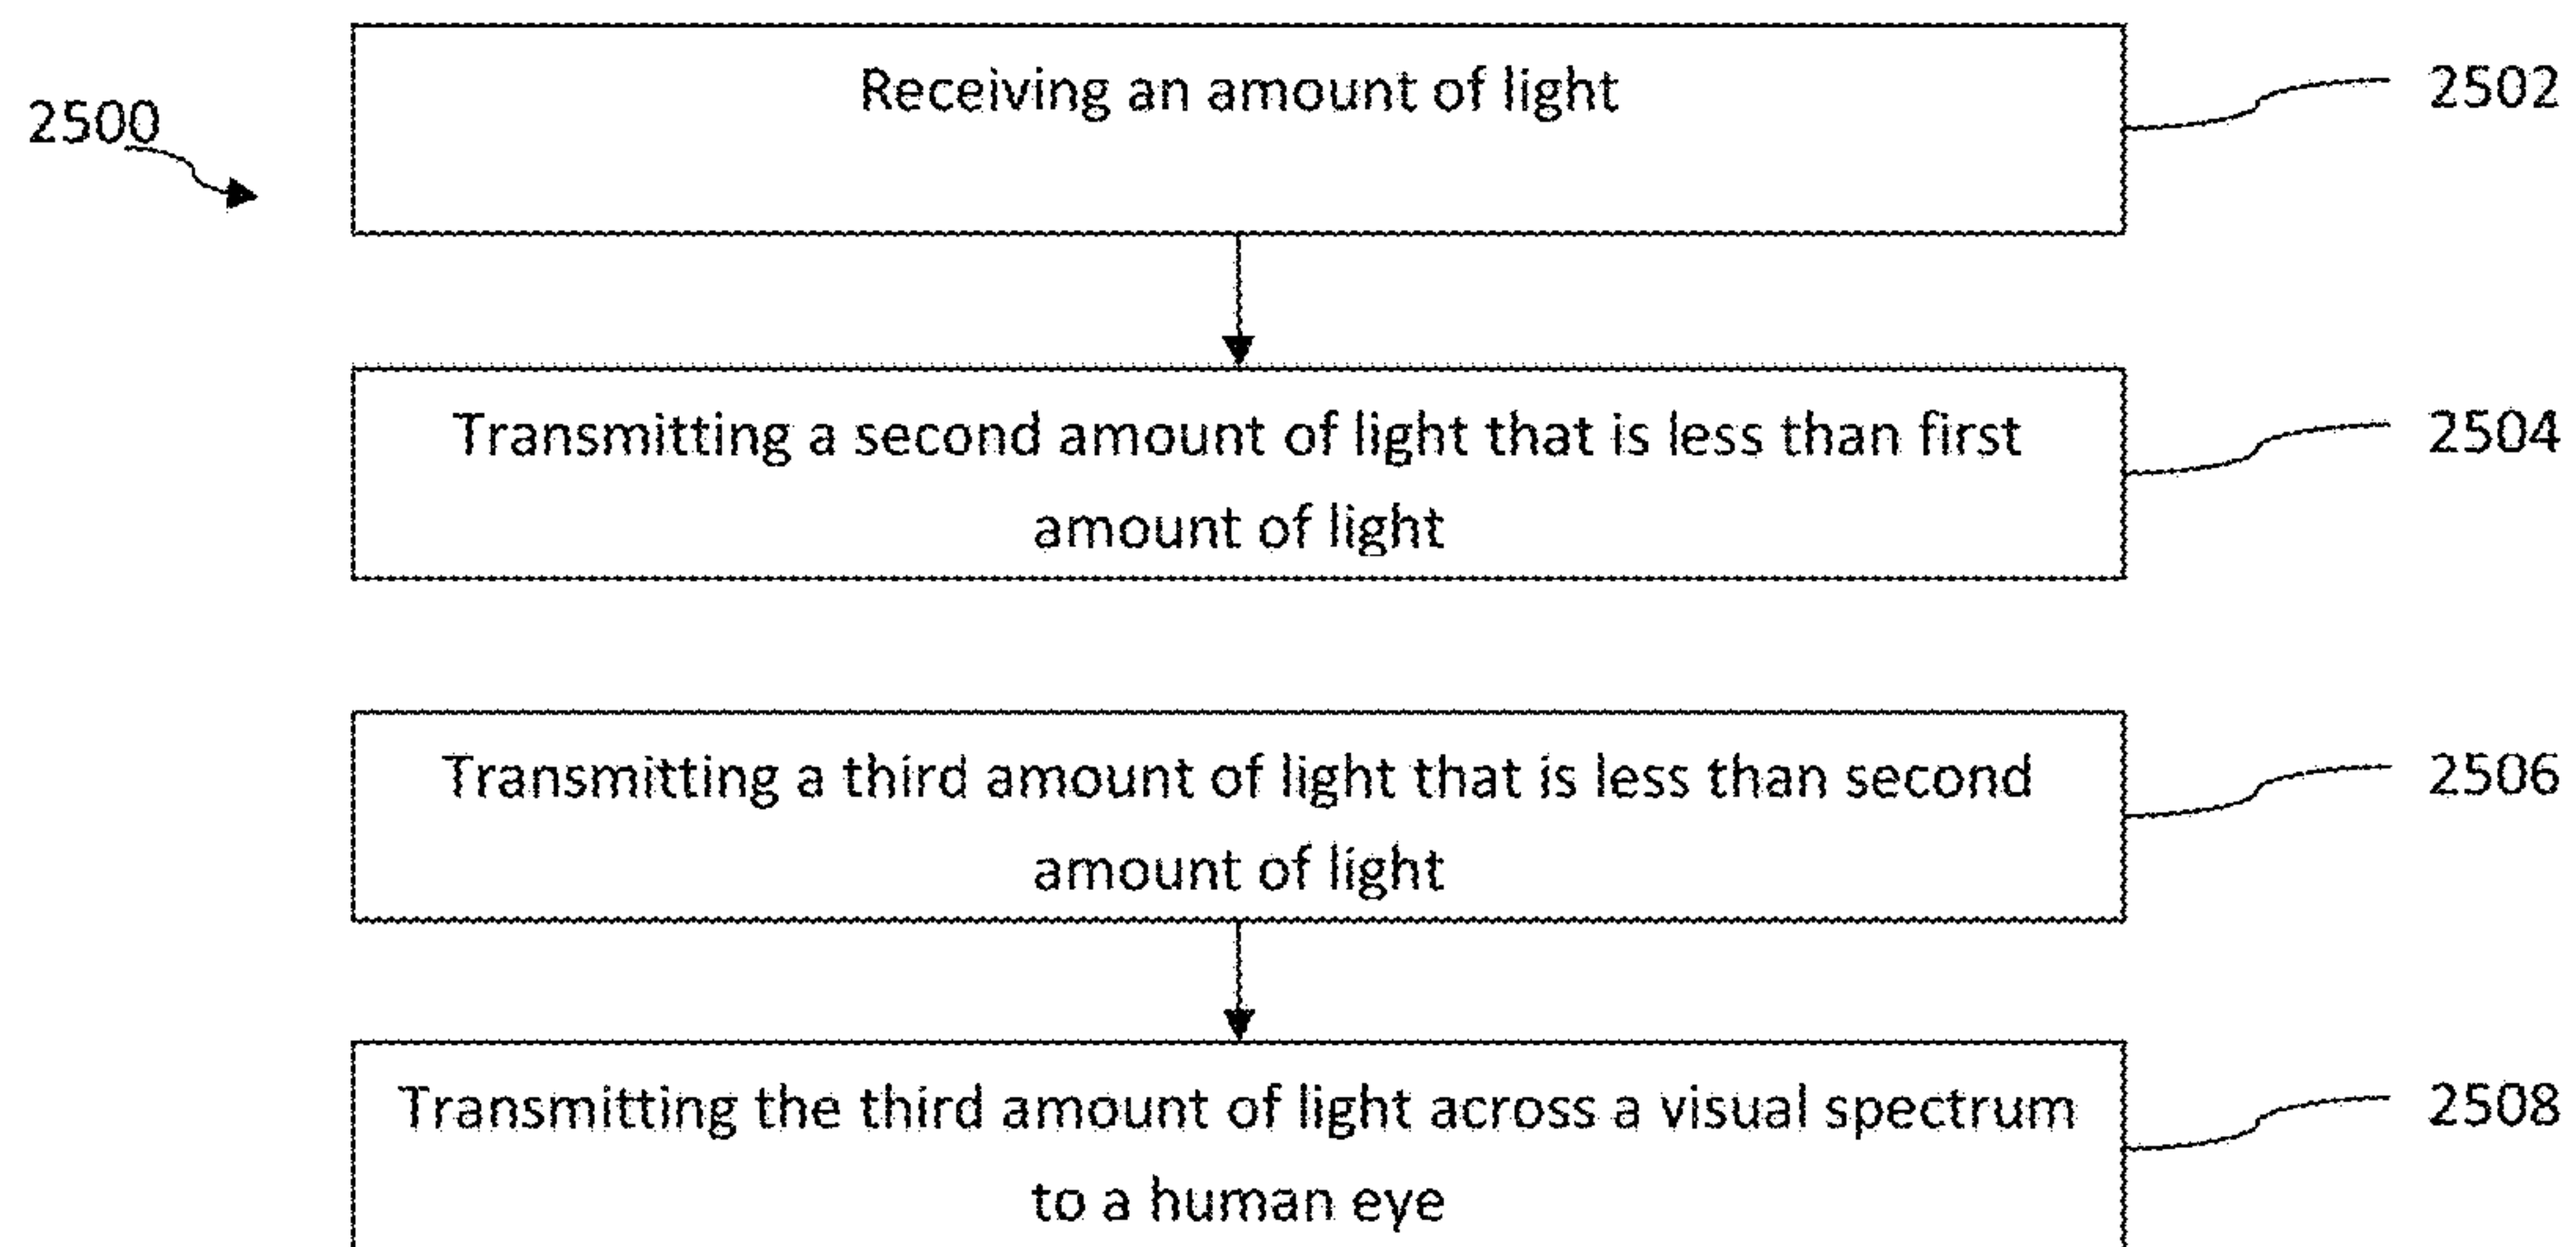 2500
Receiving an amount of light
2502
Transmitting a second amount of light that is less than first
amount of light
2504
Transmitting a third amount of light that is less than second
amount of light
2506
Transmitting the third amount of light across a visual spectrum
to a human eye
2508